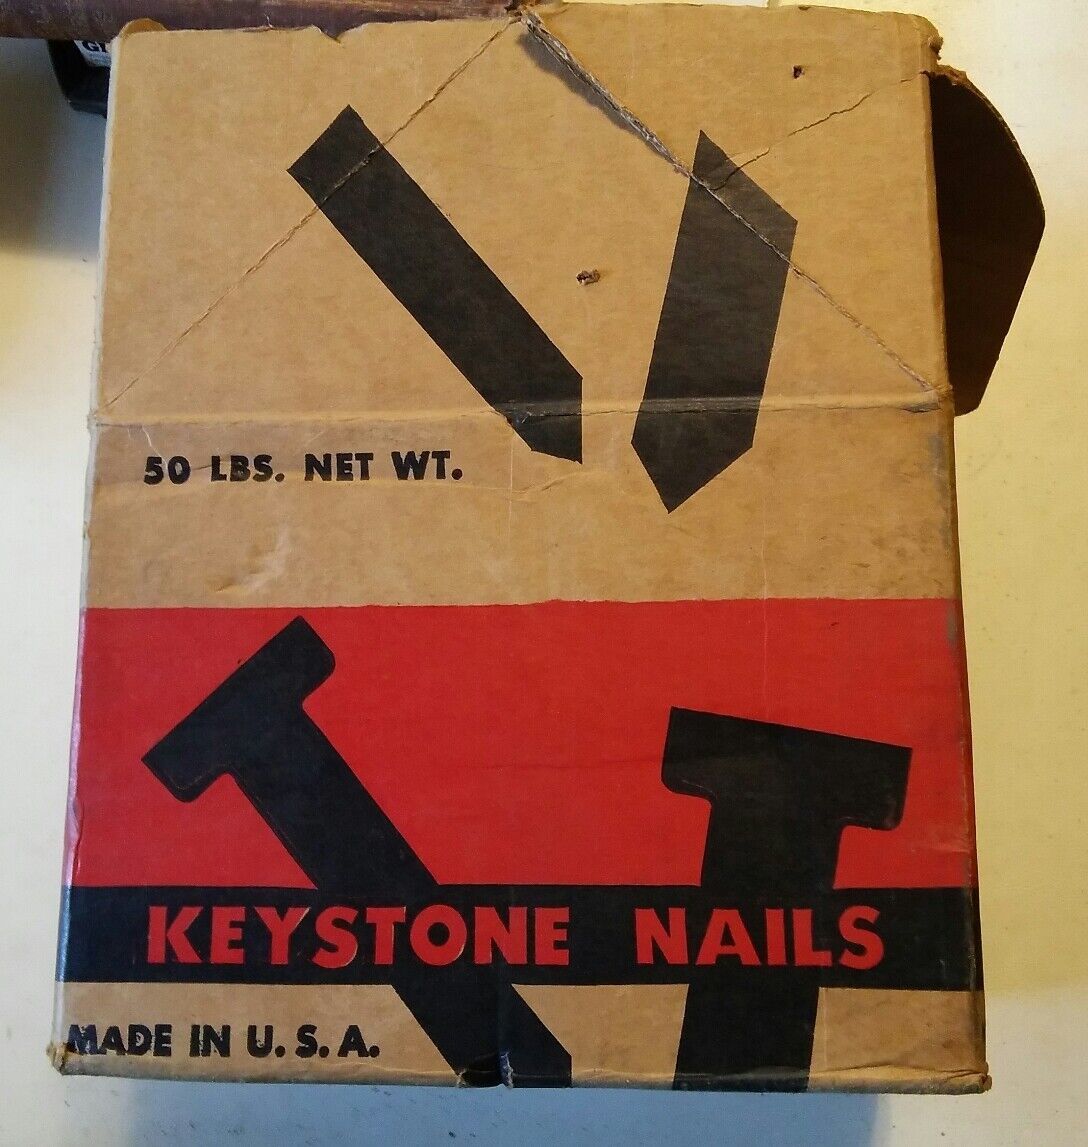 50 LBS. NET WT.
KEYSTONE NAILS
MADE IN U.S.A.